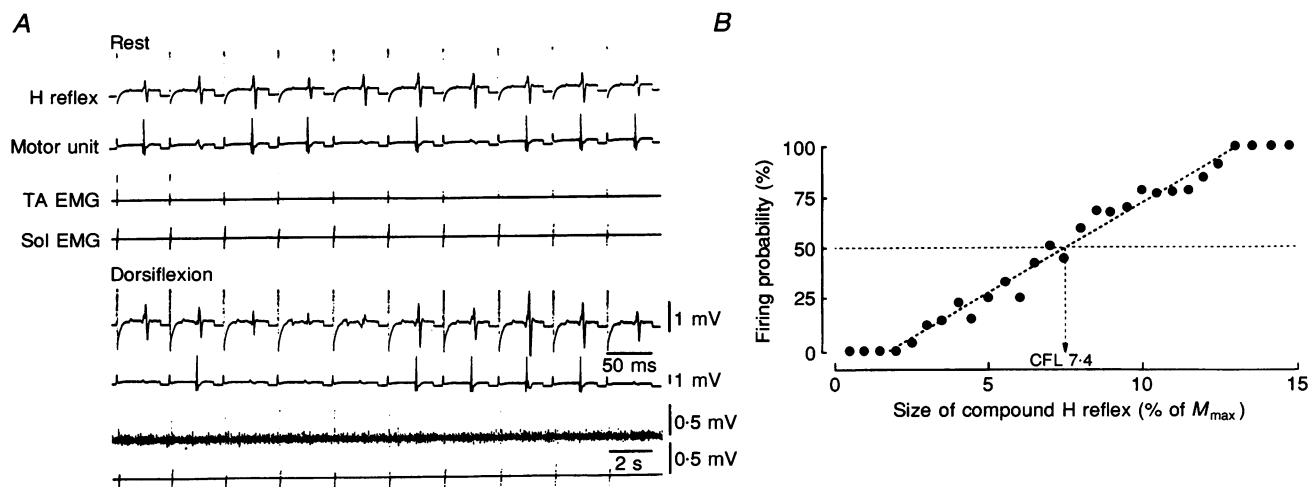 A
Rest
H reflex
Motor unit
TA EMG
Sol EMG
Dorsiflexion
1 mV
50 ms
1 mV
0·5 mV
2 s
0·5 mV
B
Firing probability (%)
100
75
50
25
0
CFL 7·4
0 5 10 15
Size of compound H reflex (% of Mmax)